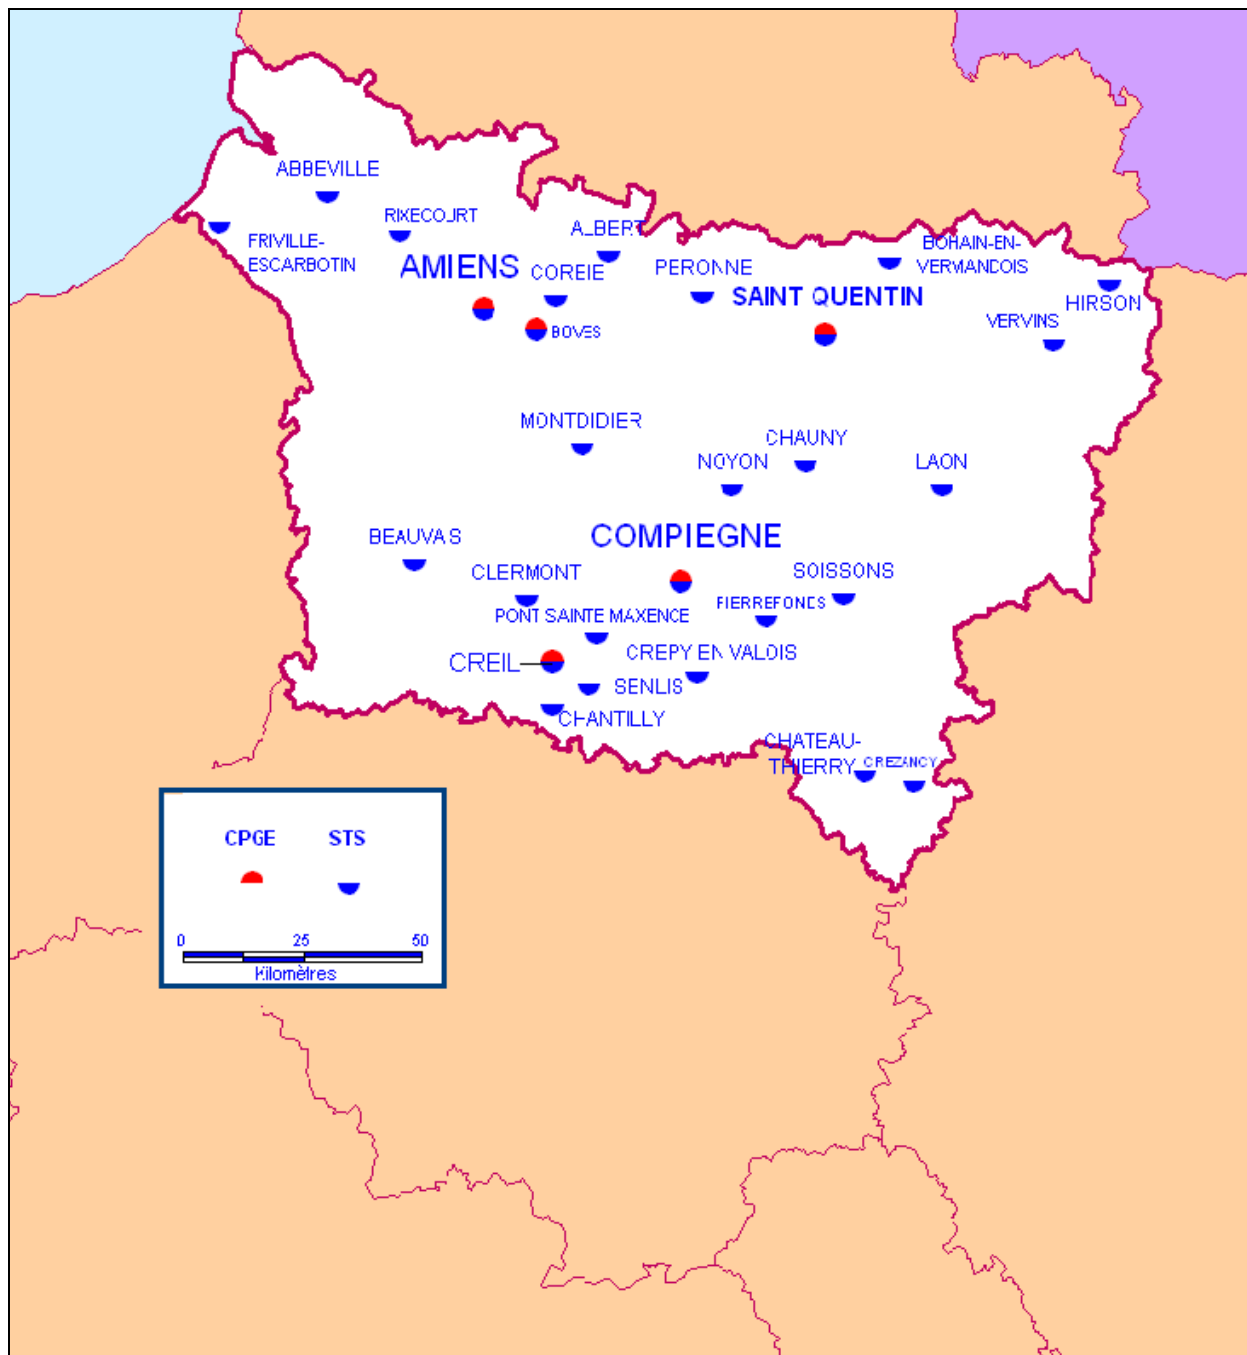 ABBEVILLE
RIXECOURT
ALBERT
FRIVILLE-
ESCARBOTIN
BOHAIN-EN-
VERMANDOIS
AMIENS
COREIE
PERONNE
SAINT QUENTIN
HIRSON
BOVES
VERVINS
MONTDIDIER
CHAUNY
NOYON
LAON
BEAUVAIS
COMPIEGNE
CLERMONT
SOISSONS
PIERREFONDS
PONT SAINTE MAXENCE
CREIL
CREPY EN VALOIS
SENLIS
CHANTILLY
CHATEAU-
THIERRY
CREZANCY
CPGE
STS
0 25 50
Kilomètres